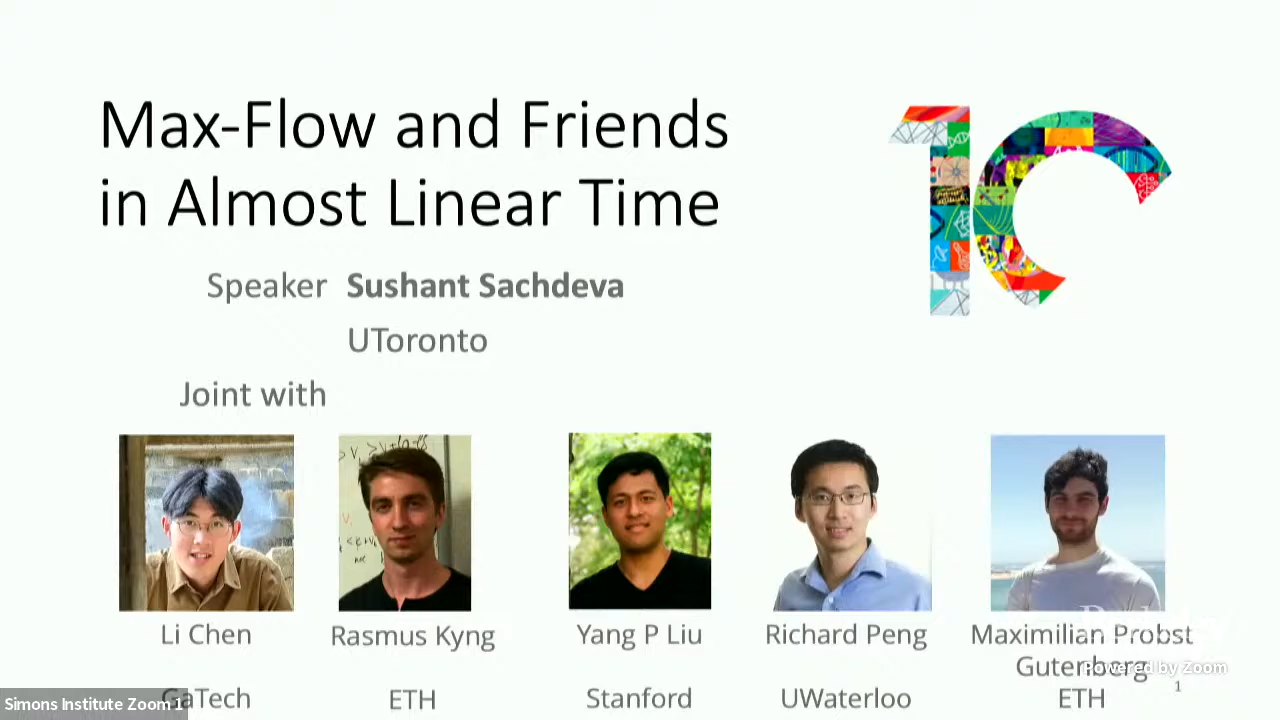 Max-Flow and Friends
in Almost Linear Time
10
Speaker Sushant Sachdeva
UToronto
Joint with
Li Chen
Rasmus Kyng
Yang P Liu
Richard Peng
Maximilian Probst
Gutenberg
GaTech
ETH
Stanford
UWaterloo
ETH
Berkeley
Powered by Zoom
1
Simons Institute Zoom 1